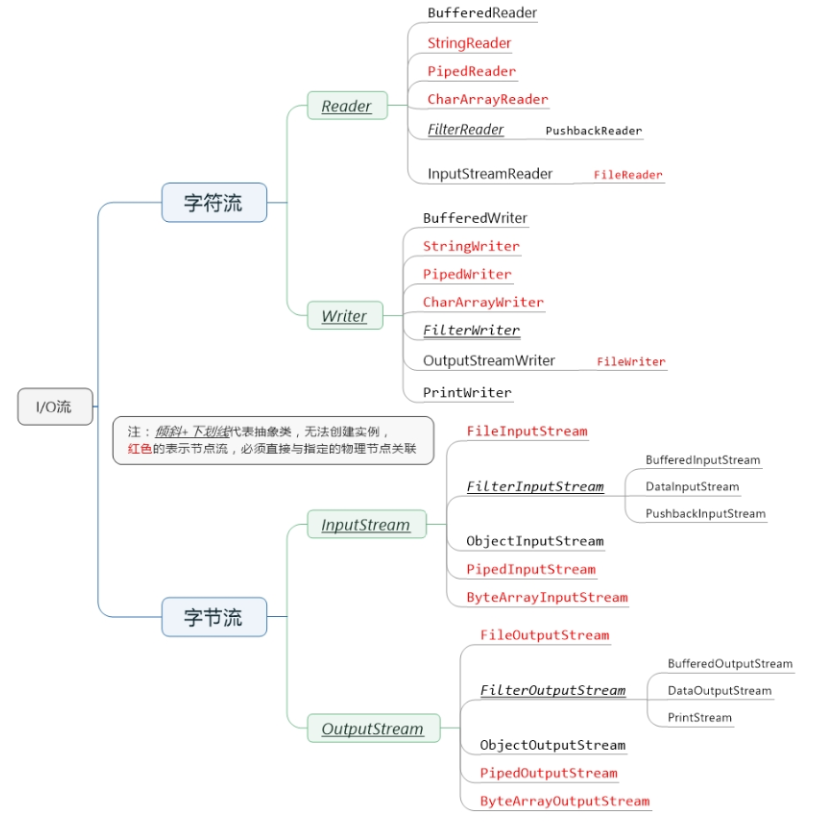 I/O流
字符流
Reader
BufferedReader
StringReader
PipedReader
CharArrayReader
FilterReader
PushbackReader
InputStreamReader
FileReader
Writer
BufferedWriter
StringWriter
PipedWriter
CharArrayWriter
FilterWriter
OutputStreamWriter
FileWriter
PrintWriter
注：倾斜+下划线代表抽象类，无法创建实例，
红色的表示节点流，必须直接与指定的物理节点关联
字节流
InputStream
FileInputStream
FilterInputStream
BufferedInputStream
DataInputStream
PushbackInputStream
ObjectInputStream
PipedInputStream
ByteArrayInputStream
OutputStream
FileOutputStream
FilterOutputStream
BufferedOutputStream
DataOutputStream
PrintStream
ObjectOutputStream
PipedOutputStream
ByteArrayOutputStream